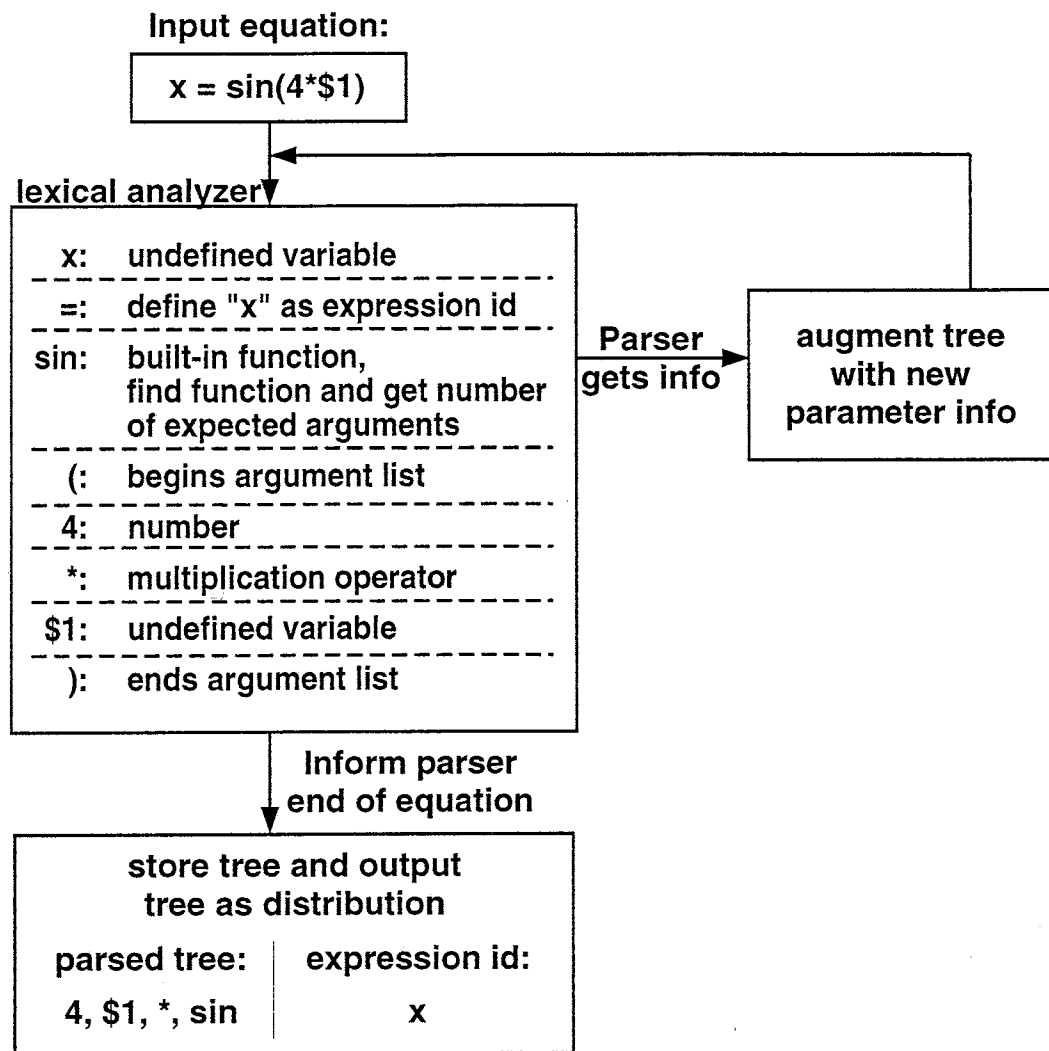 Input equation:
x = sin(4*$1)
lexical analyzer
x: undefined variable
=: define "x" as expression id
sin: built-in function,
find function and get number
of expected arguments
(: begins argument list
4: number
*: multiplication operator
$1: undefined variable
): ends argument list
Parser
gets info
augment tree
with new
parameter info
Inform parser
end of equation
store tree and output
tree as distribution
parsed tree:
4, $1, *, sin
expression id:
x